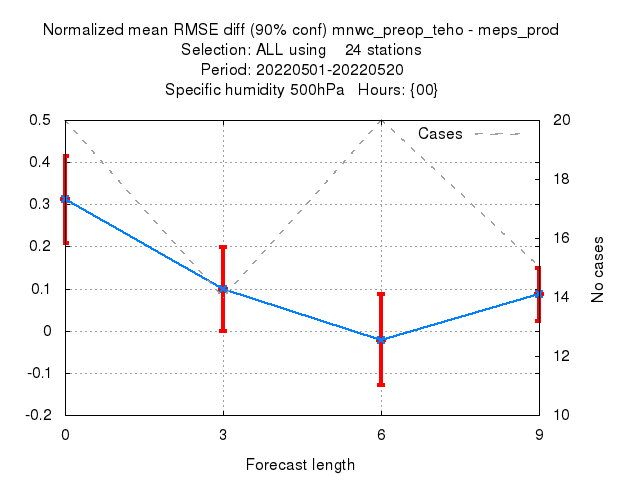 Normalized mean RMSE diff (90% conf) mnwc_preop_teho - meps_prod
Selection: ALL using    24 stations
Period: 20220501-20220520
Specific humidity 500hPa   Hours: {00}
Cases
0.5
0.4
0.3
0.2
0.1
0
-0.1
-0.2
20
18
16
14
12
10
No cases
0 3 6 9
Forecast length